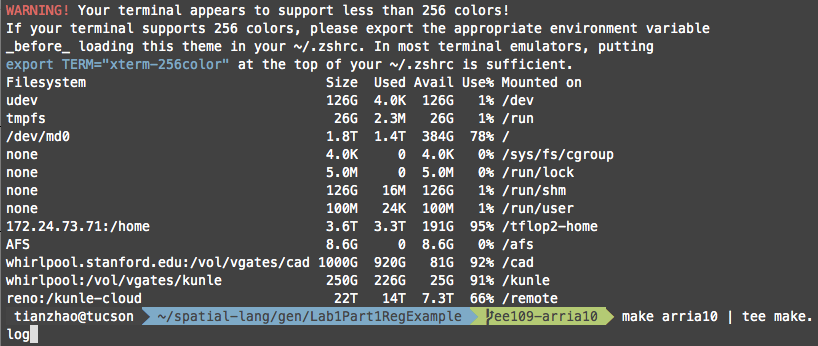 WARNING! Your terminal appears to support less than 256 colors!
If your terminal supports 256 colors, please export the appropriate environment variable
_before_ loading this theme in your ~/.zshrc. In most terminal emulators, putting
export TERM="xterm-256color" at the top of your ~/.zshrc is sufficient.
Filesystem Size Used Avail Use% Mounted on
udev 126G 4.0K 126G 1% /dev
tmpfs 26G 2.3M 26G 1% /run
/dev/md0 1.8T 1.4T 384G 78% /
none 4.0K 0 4.0K 0% /sys/fs/cgroup
none 5.0M 0 5.0M 0% /run/lock
none 126G 16M 126G 1% /run/shm
none 100M 24K 100M 1% /run/user
172.24.73.71:/home 3.6T 3.3T 191G 95% /tflop2-home
AFS 8.6G 0 8.6G 0% /afs
whirlpool.stanford.edu:/vol/vgates/cad 1000G 920G 81G 92% /cad
whirlpool:/vol/vgates/kunle 250G 226G 25G 91% /kunle
reno:/kunle-cloud 22T 14T 7.3T 66% /remote
tianzhao@tucson ~/spatial-lang/gen/Lab1Part1RegExample ee109-arria10 make arria10 | tee make.
log